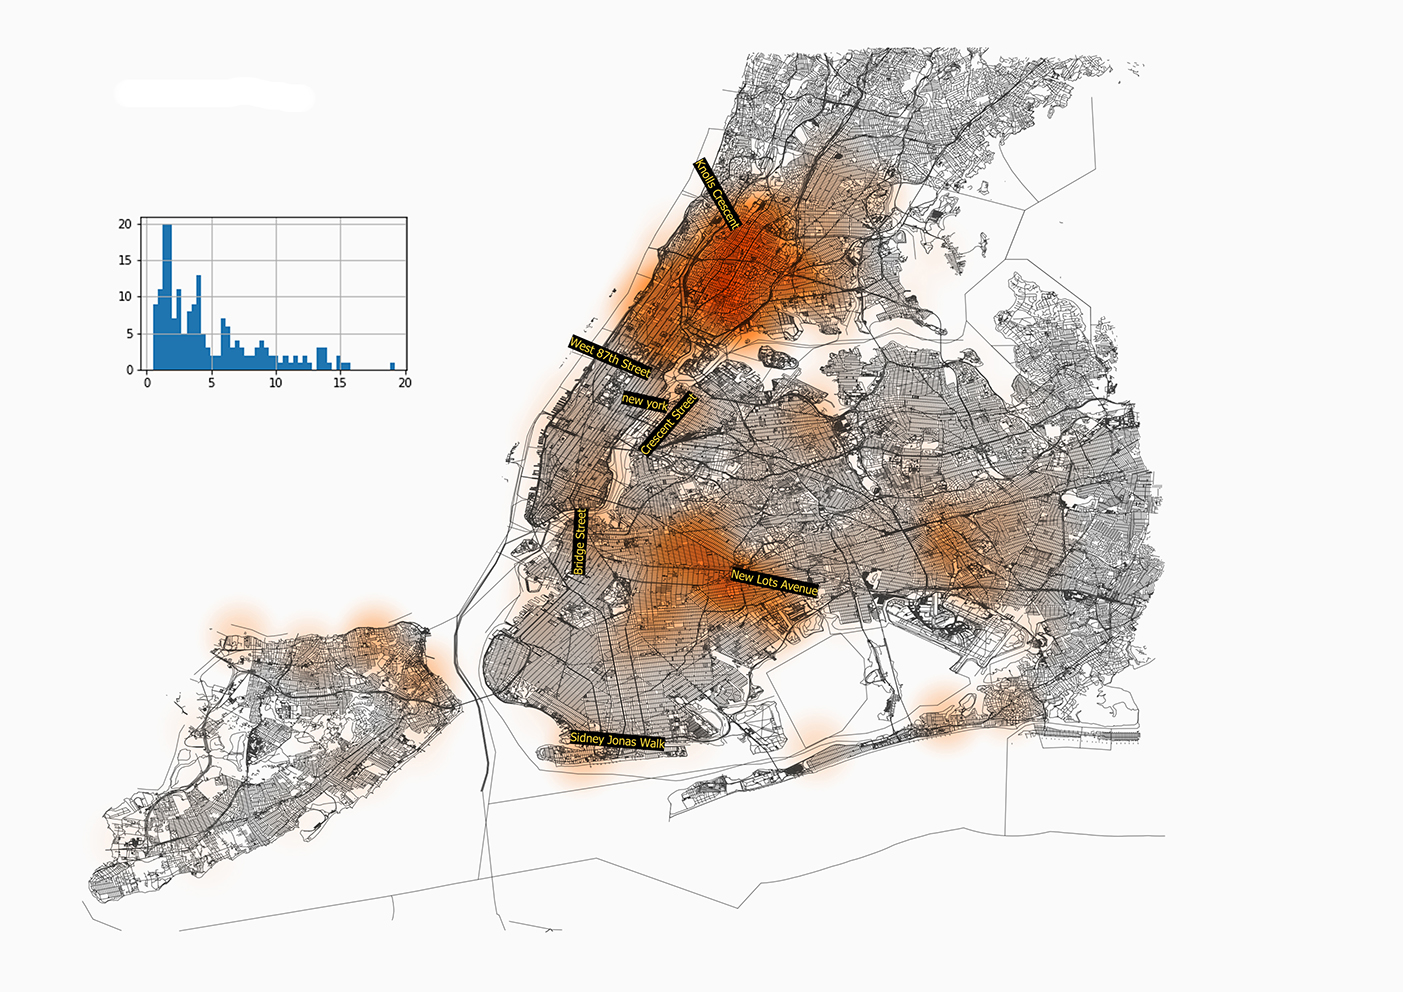 Knolls Crescent
20
15
10
5
0
0 5 10 15 20
West 87th Street
new york
Crescent Street
Bridge Street
New Lots Avenue
Sidney Jonas Walk